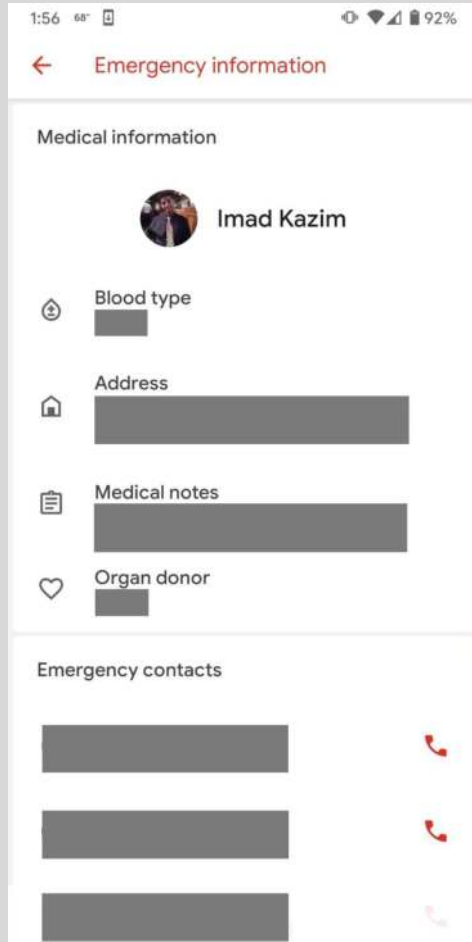 1:56 68° 92%
Emergency information
Medical information
Imad Kazim
Blood type
Address
Medical notes
Organ donor
Emergency contacts